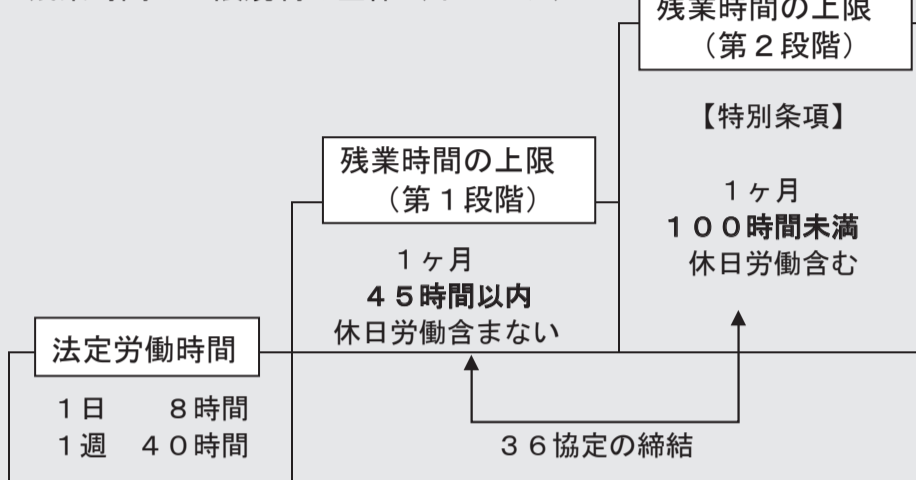 残業時間の上限
（第２段階）
【特別条項】
１ヶ月
１００時間未満
休日労働含む
残業時間の上限
（第１段階）
１ヶ月
４５時間以内
休日労働含まない
法定労働時間
１日　　８時間
１週　４０時間
３６協定の締結